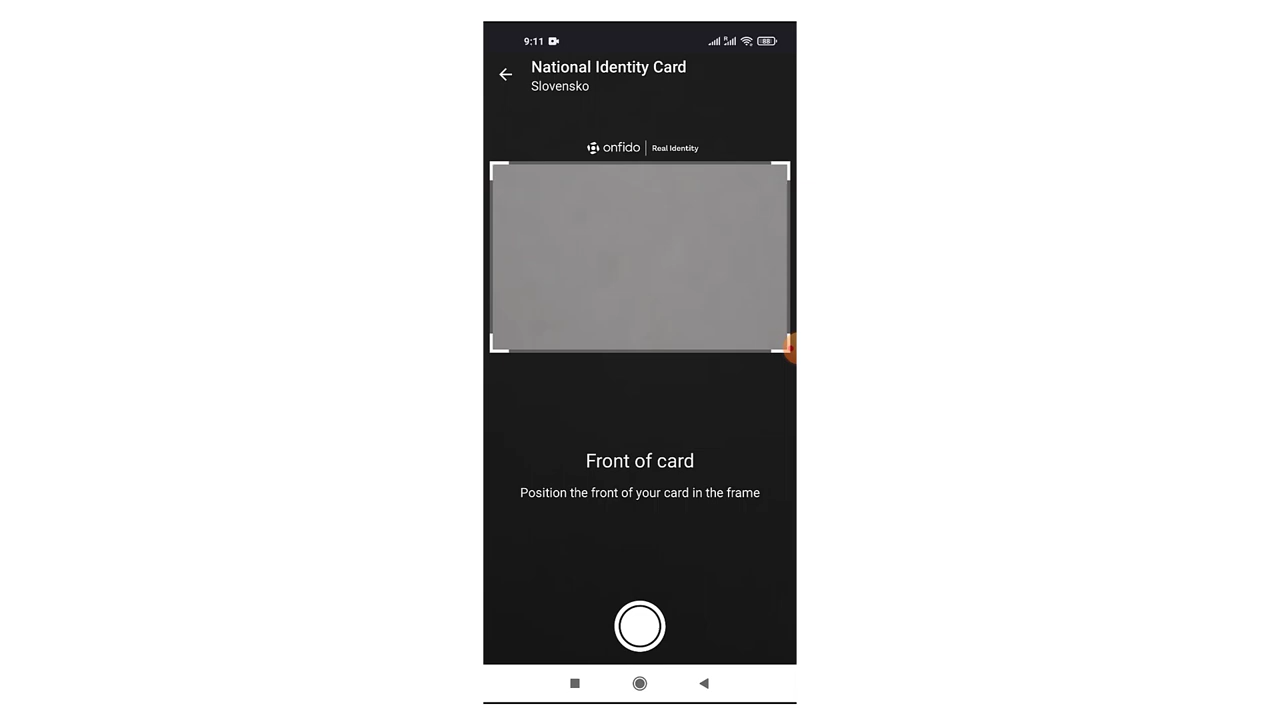 9:11
88
National Identity Card
Slovensko
onfido | Real Identity
Front of card
Position the front of your card in the frame